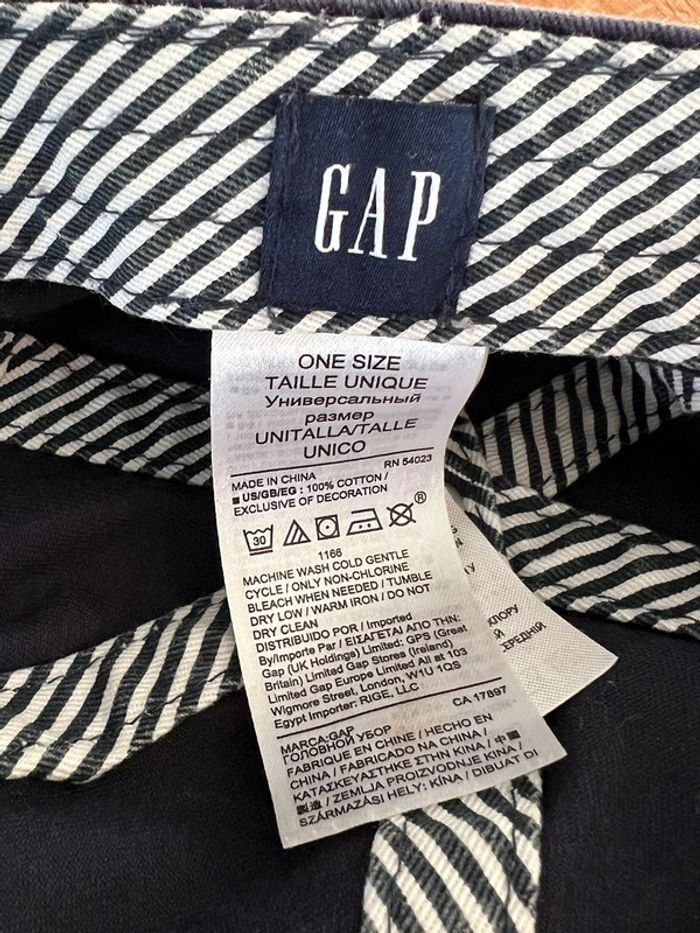 GAP
ONE SIZE
TAILLE UNIQUE
Универсальный
размер
UNITALLA/TALLE
UNICO
RN 54023
MADE IN CHINA
US/GB/EG : 100% COTTON /
EXCLUSIVE OF DECORATION
30
®
1166
MACHINE WASH COLD GENTLE
CYCLE / ONLY NON-CHLORINE
BLEACH WHEN NEEDED / TUMBLE
DRY LOW / WARM IRON / DO NOT
DRY CLEAN
DISTRIBUIDO POR / Imported
By/Importe Par / ΕΙΣΑΓΕΤΑΙ ΑΠΟ ΤΗΝ:
Gap (UK Holdings) Limited: GPS (Great
Britain) Limited Gap Stores (Ireland)
Limited Gap Europe Limited All at 103
Wigmore Street, London, W1U 1QS
Egypt Importer: RIGE, LLC
CA 17897
MARCA:GAP
ГОЛОВНОЙ УБОР
FABRIQUE EN CHINE / HECHO EN
CHINA / FABRICADO NA CHINA /
ΚΑΤΑΣΚΕΥΑΣΤΗΚΕ ΣΤΗΝ ΚΙΝΑ / 中國
製造 / ZEMLJA PROIZVODNJE KINA /
SZÁRMAZÁSI HELY: KÍNA / DIBUAT DI